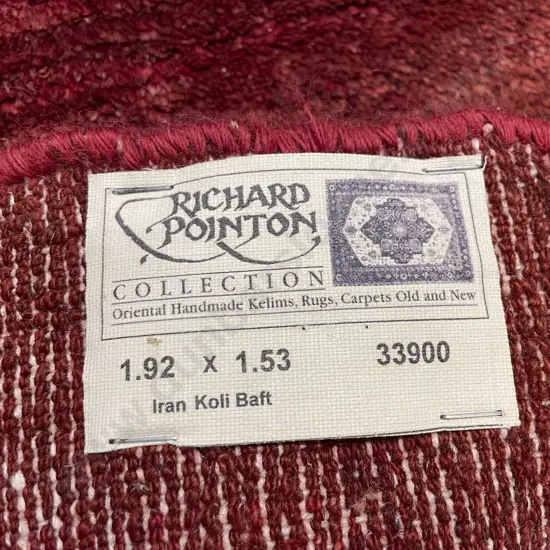 RICHARD
POINTON
COLLECTION
Oriental Handmade Kelims, Rugs, Carpets Old and New
1.92 x 1.53 33900
Iran Koli Baft